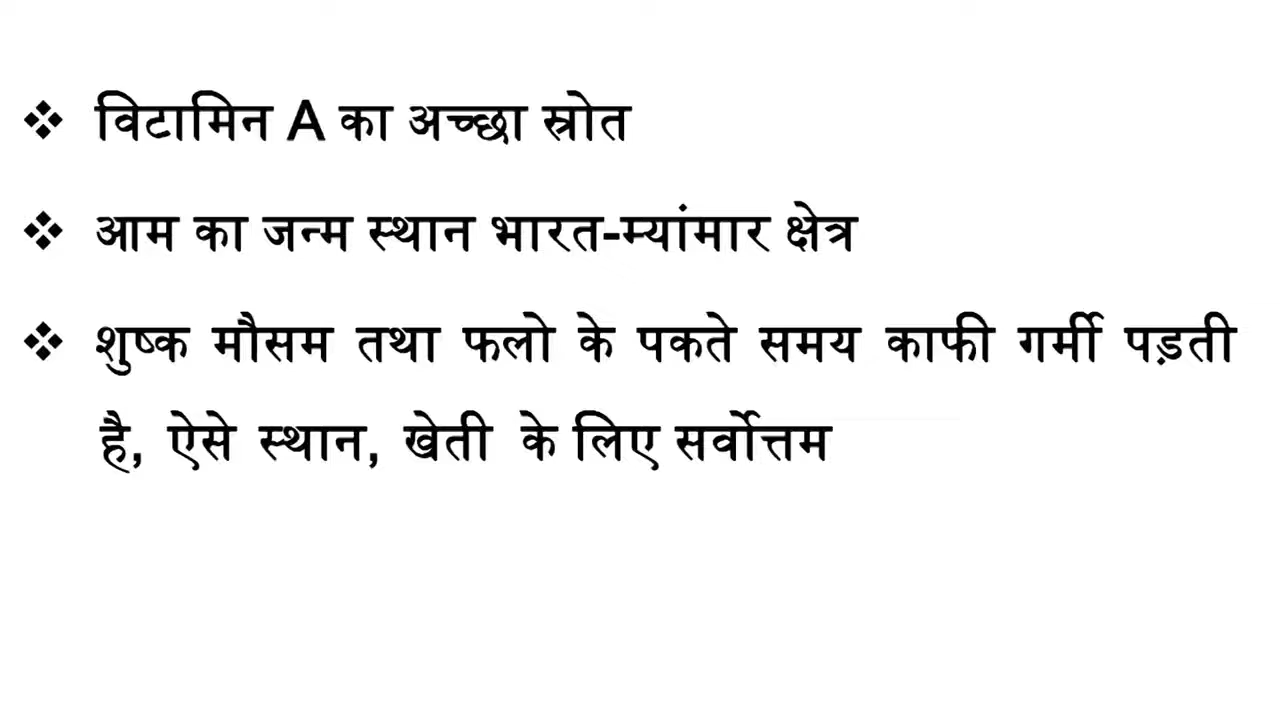 ❖ विटामिन A का अच्छा स्रोत
❖ आम का जन्म स्थान भारत-म्यांमार क्षेत्र
❖ शुष्क मौसम तथा फलो के पकते समय काफी गर्मी पड़ती
है, ऐसे स्थान, खेती के लिए सर्वोत्तम